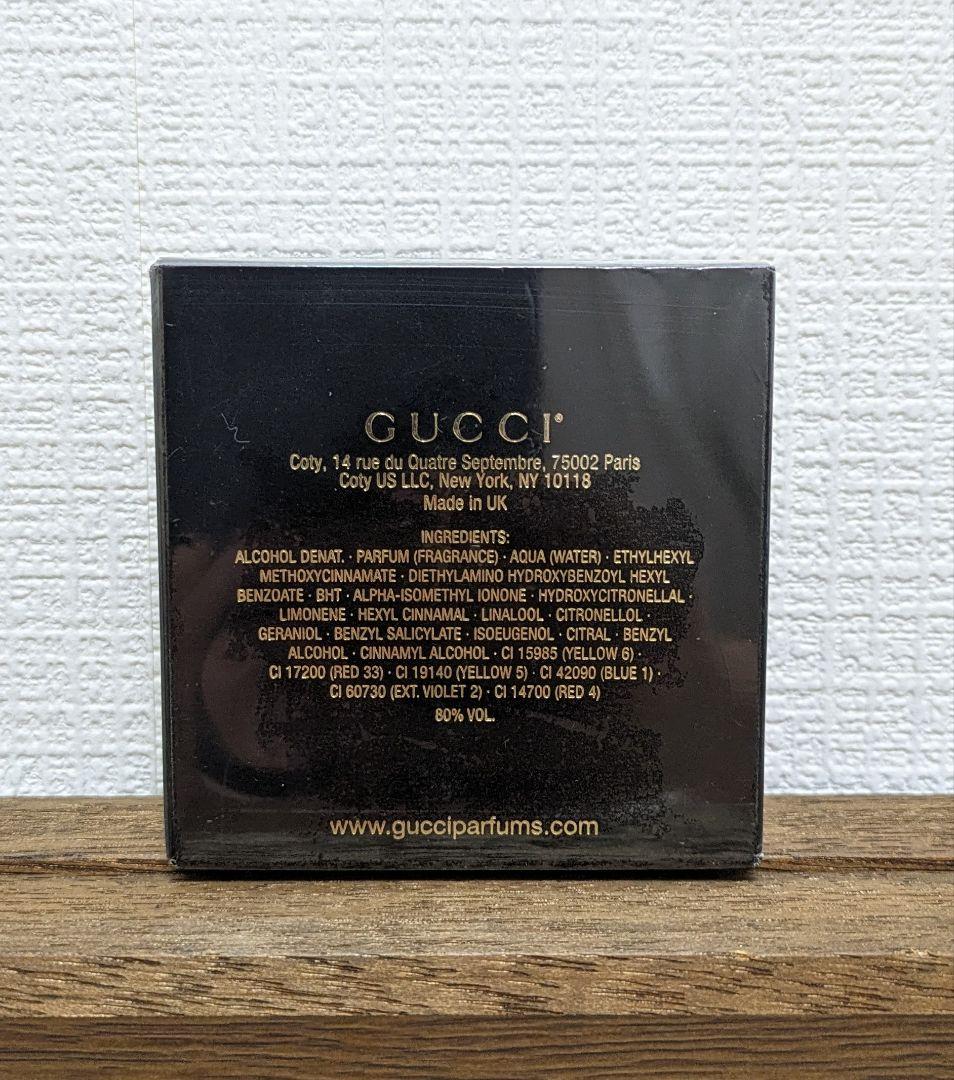 GUCCI®
Coty, 14 rue du Quatre Septembre, 75002 Paris
Coty US LLC, New York, NY 10118
Made in UK
INGREDIENTS:
ALCOHOL DENAT. · PARFUM (FRAGRANCE) · AQUA (WATER) · ETHYLHEXYL
METHOXYCINNAMATE · DIETHYLAMINO HYDROXYBENZOYL HEXYL
BENZOATE · BHT · ALPHA-ISOMETHYL IONONE · HYDROXYCITRONELLAL ·
LIMONENE · HEXYL CINNAMAL · LINALOOL · CITRONELLOL ·
GERANIOL · BENZYL SALICYLATE · ISOEUGENOL · CITRAL · BENZYL
ALCOHOL · CINNAMYL ALCOHOL · CI 15985 (YELLOW 6) ·
CI 17200 (RED 33) · CI 19140 (YELLOW 5) · CI 42090 (BLUE 1) ·
CI 60730 (EXT. VIOLET 2) · CI 14700 (RED 4)
80% VOL.
www.gucciparfums.com